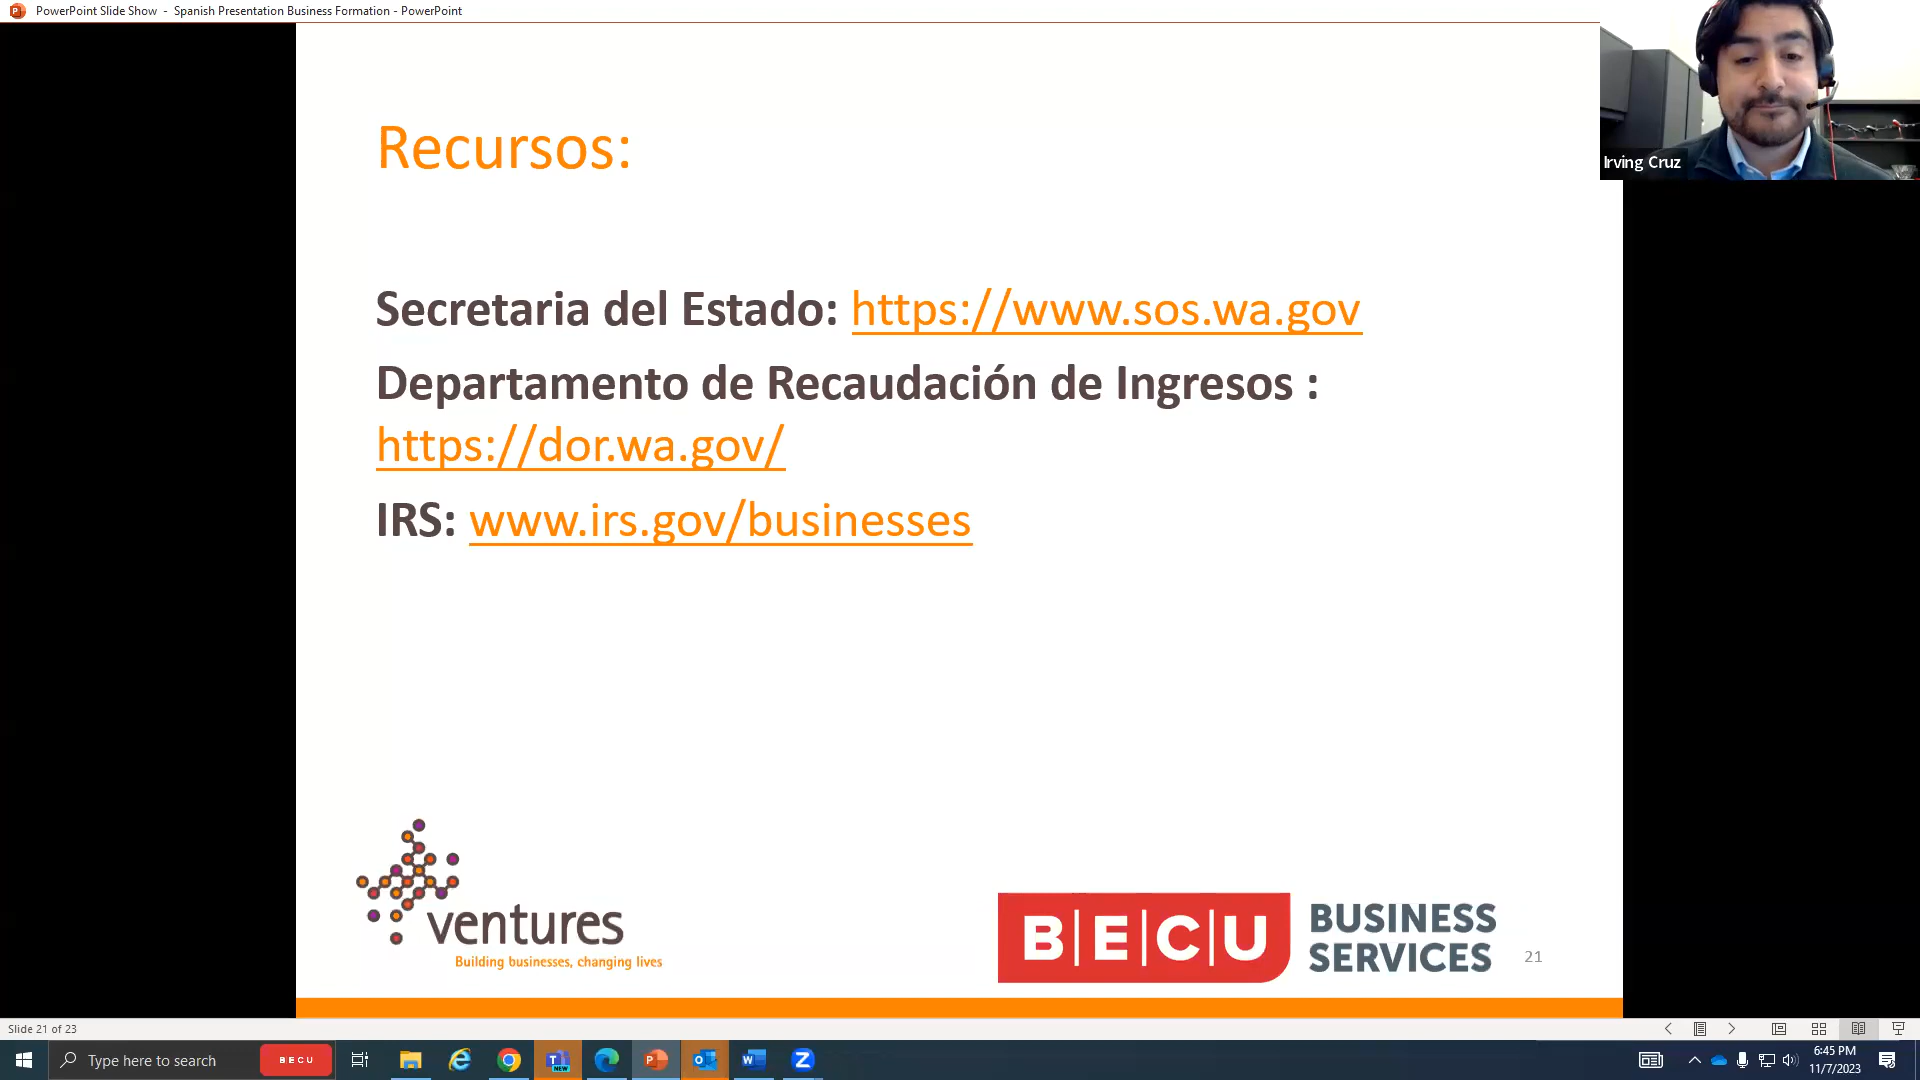 PowerPoint Slide Show - Spanish Presentation Business Formation - PowerPoint
Irving Cruz
Recursos:
Secretaria del Estado: https://www.sos.wa.gov
Departamento de Recaudación de Ingresos :
https://dor.wa.gov/
IRS: www.irs.gov/businesses
ventures
Building businesses, changing lives
BECU
BUSINESS
SERVICES
21
Slide 21 of 23
Type here to search
BECU
NEW
6:45 PM
11/7/2023